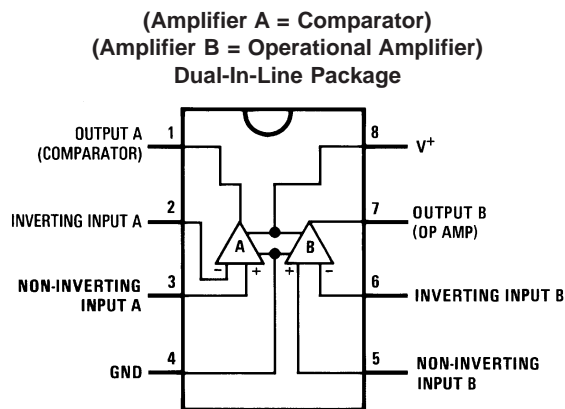 (Amplifier A = Comparator)
(Amplifier B = Operational Amplifier)
Dual-In-Line Package
OUTPUT A
(COMPARATOR)
1
8
V+
INVERTING INPUT A
2
7
OUTPUT B
(OP AMP)
A
B
− +
+ −
NON-INVERTING
INPUT A
3
6
INVERTING INPUT B
GND
4
5
NON-INVERTING
INPUT B